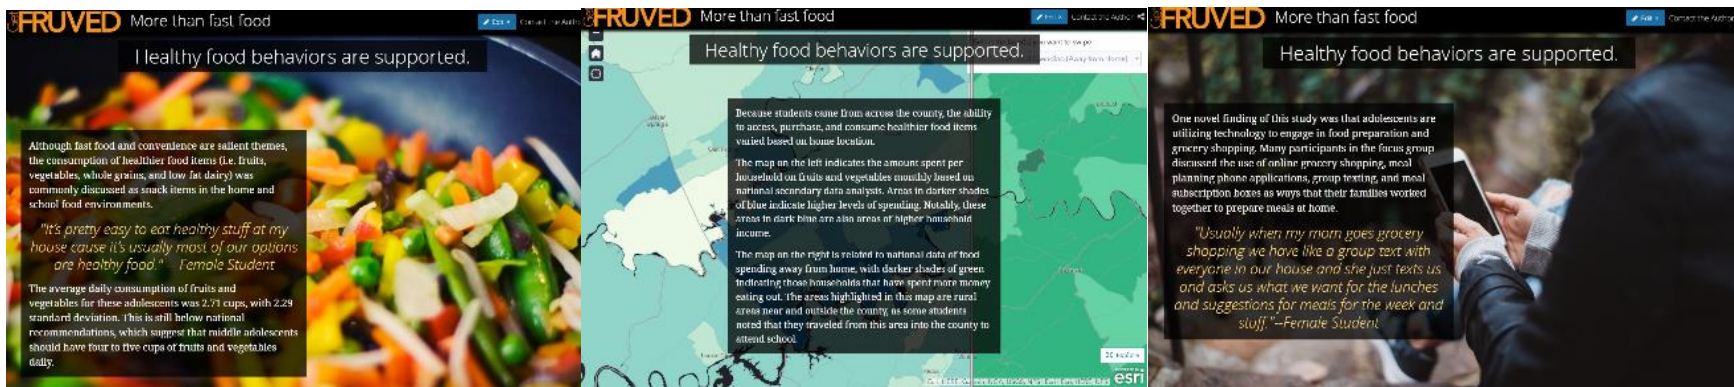 FRUVED More than fast food
Edit
Contact the Author
Healthy food behaviors are supported.
Although fast food and convenience are salient themes,
the consumption of healthier food items (i.e. fruits,
vegetables, whole grains, and low fat dairy) was
commonly discussed as snack items in the home and
school food environments.
"It's pretty easy to eat healthy stuff at my
house cause it's usually most of our options
are healthy food." Female Student
The average daily consumption of fruits and
vegetables for these adolescents was 2.71 cups, with 2.29
standard deviation. This is still below national
recommendations, which suggest that middle adolescents
should have four to five cups of fruits and vegetables
daily.
FRUVED More than fast food
Edit
Contact the Author
Healthy food behaviors are supported.
want to swipe
(Away from Home)
Because students came from across the county, the ability
to access, purchase, and consume healthier food items
varied based on home location.
The map on the left indicates the amount spent per
household on fruits and vegetables monthly based on
national secondary data analysis. Areas in darker shades
of blue indicate higher levels of spending. Notably, these
areas in dark blue are also areas of higher household
income.
The map on the right is related to national data of food
spending away from home, with darker shades of green
indicating those households that have spent more money
eating out. The areas highlighted in this map are rural
areas near and outside the county, as some students
noted that they traveled from this area into the county to
attend school.
esri
FRUVED More than fast food
Edit
Contact the Author
Healthy food behaviors are supported.
One novel finding of this study was that adolescents are
utilizing technology to engage in food preparation and
grocery shopping. Many participants in the focus group
discussed the use of online grocery shopping, meal
planning phone applications, group texting, and meal
subscription boxes as ways that their families worked
together to prepare meals at home.
"Usually when my mom goes grocery
shopping we have like a group text with
everyone in our house and she just texts us
and asks us what we want for the lunches
and suggestions for meals for the week and
stuff."--Female Student